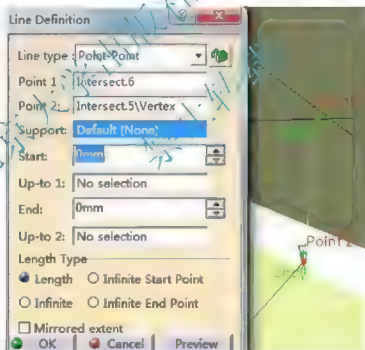 Line Definition
Line type : Point-Point
Point 1 Intersect.6
Point 2: Intersect.5\Vertex
Support: Default (None)
Start: 0mm
Up-to 1: No selection
End: 0mm
Up-to 2: No selection
Length Type
Length Infinite Start Point
Infinite Infinite End Point
Mirrored extent
OK Cancel Preview
Point 2